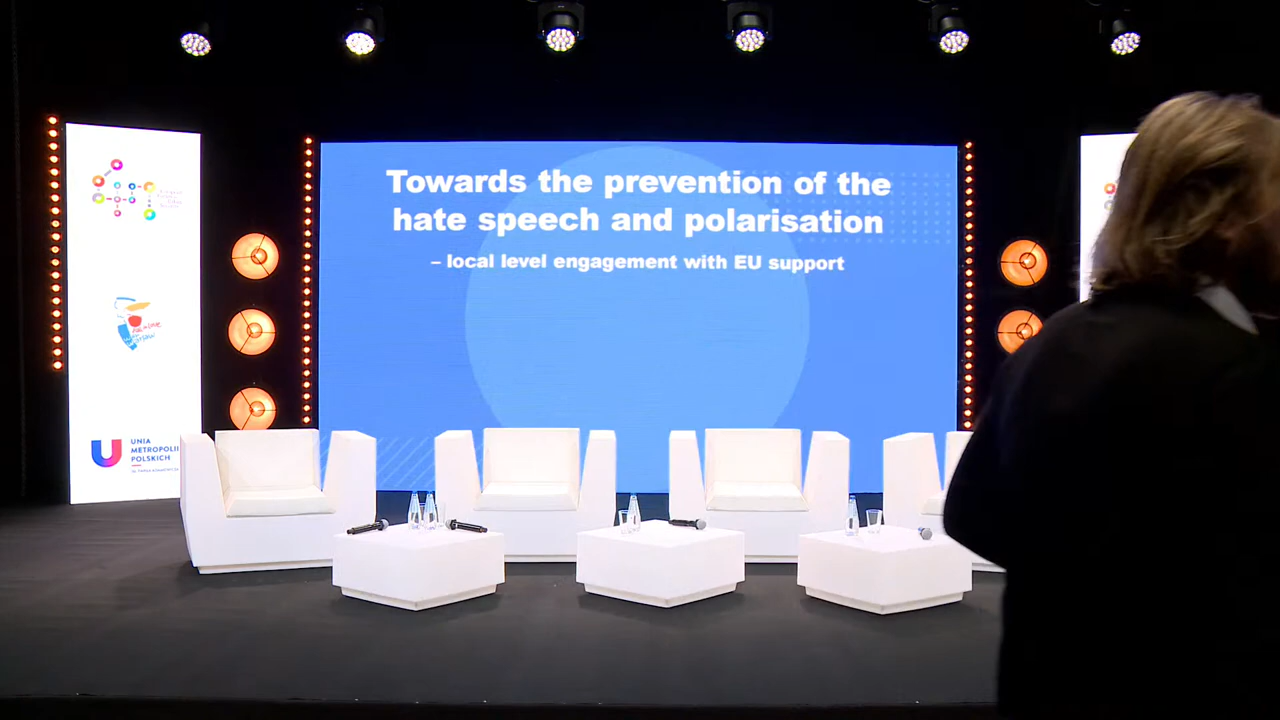 Towards the prevention of the
hate speech and polarisation
– local level engagement with EU support
UNIA
METROPOLII
POLSKICH